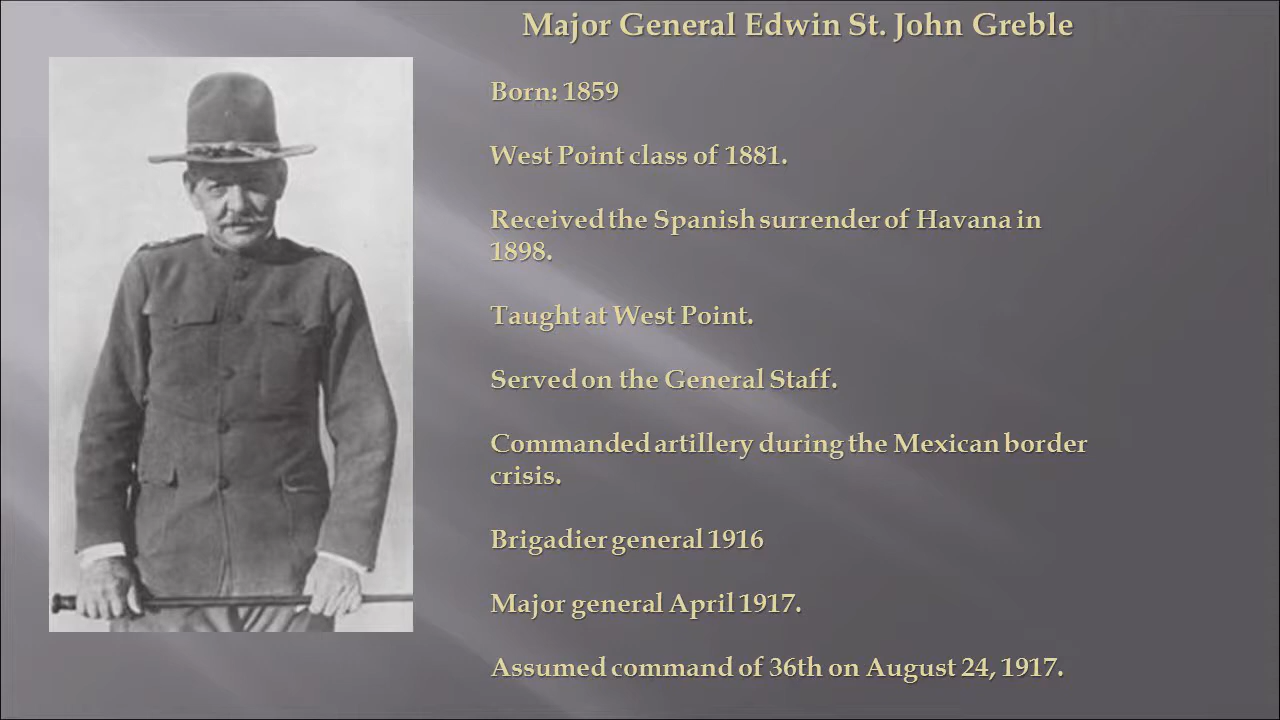 Major General Edwin St. John Greble
Born: 1859
West Point class of 1881.
Received the Spanish surrender of Havana in
1898.
Taught at West Point.
Served on the General Staff.
Commanded artillery during the Mexican border
crisis.
Brigadier general 1916
Major general April 1917.
Assumed command of 36th on August 24, 1917.